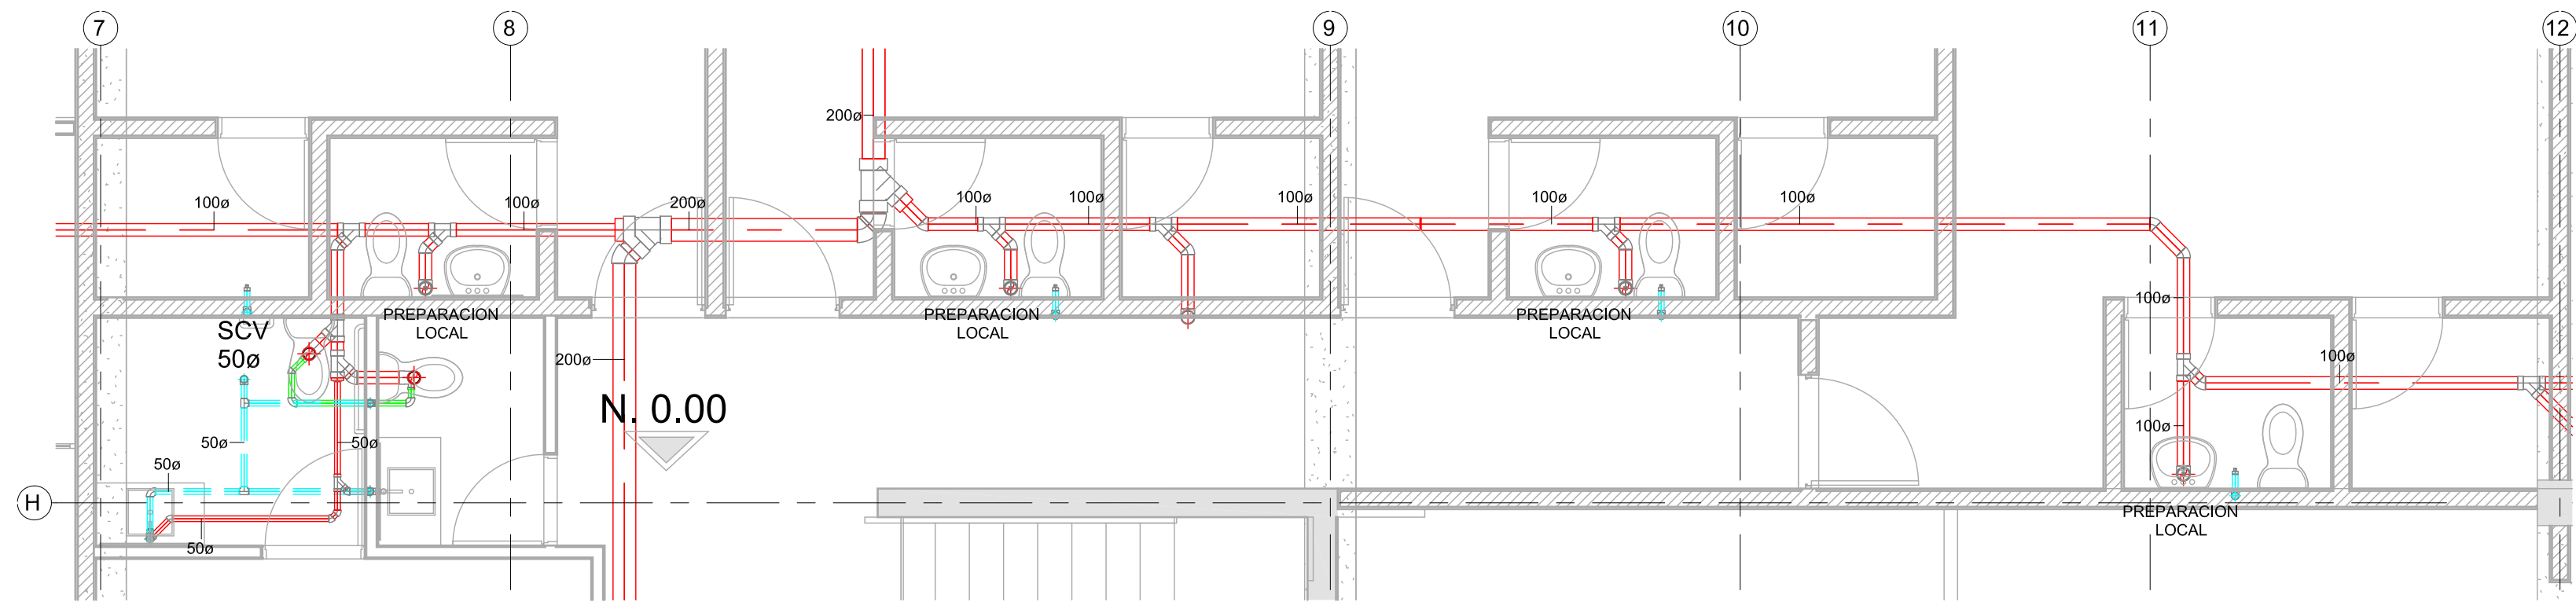 7
8
9
10
11
12
200ø
100ø
100ø
200ø
100ø
100ø
100ø
100ø
100ø
100ø
PREPARACION
LOCAL
PREPARACION
LOCAL
PREPARACION
LOCAL
SCV
50ø
200ø
100ø
N. 0.00
100ø
50ø
50ø
50ø
H
50ø
PREPARACION
LOCAL